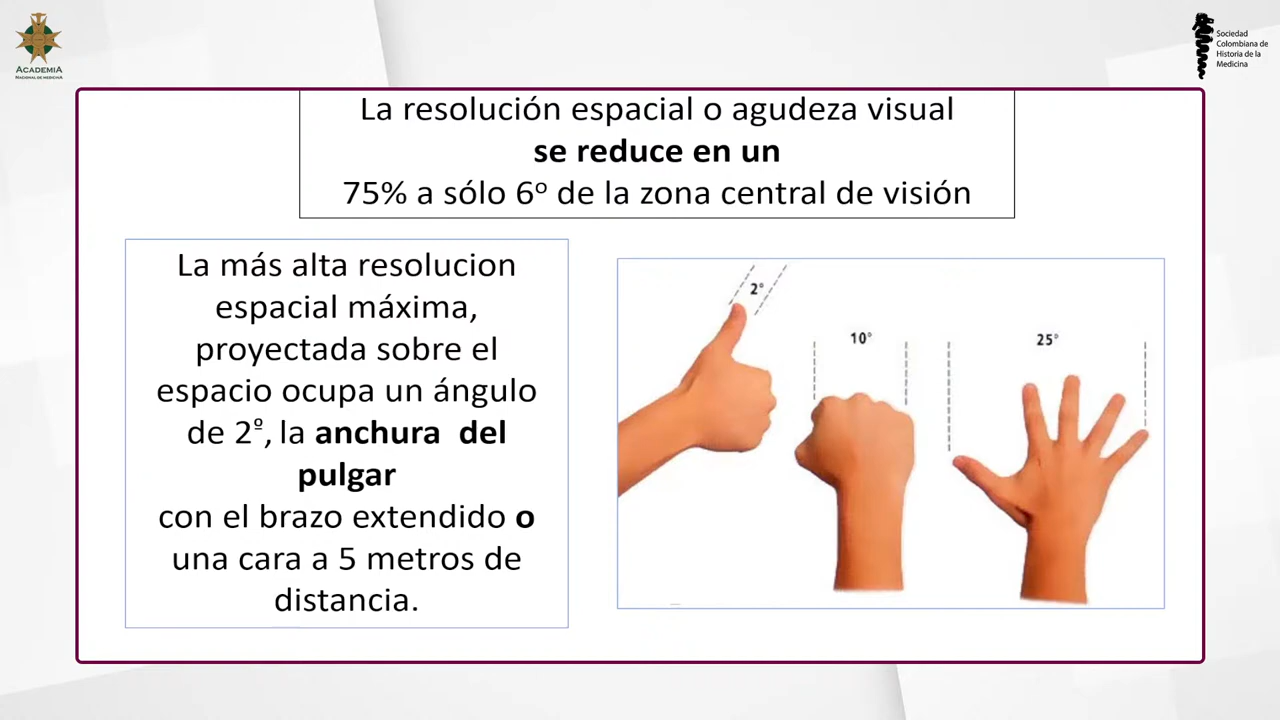 ACADEMIA
NACIONAL DE MEDICINA
Sociedad
Colombiana de
Historia de la
Medicina
La resolución espacial o agudeza visual
se reduce en un
75% a sólo 6º de la zona central de visión
La más alta resolucion
espacial máxima,
proyectada sobre el
espacio ocupa un ángulo
de 2º, la anchura del
pulgar
con el brazo extendido o
una cara a 5 metros de
distancia.
2°
10°
25°